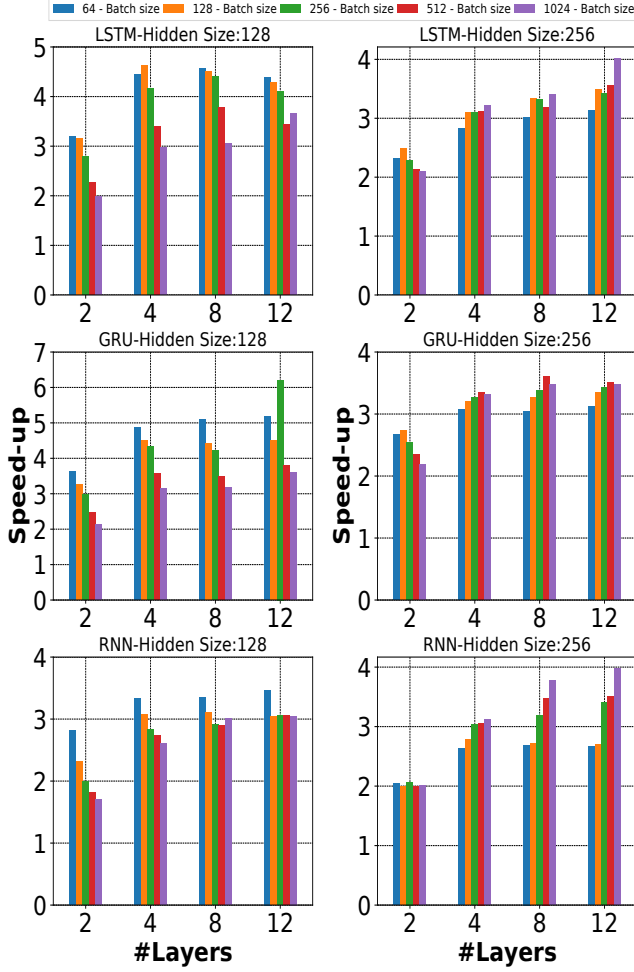 64 - Batch size 128 - Batch size 256 - Batch size 512 - Batch size 1024 - Batch size
LSTM-Hidden Size:128
5
4
3
2
1
0
2 4 8 12
LSTM-Hidden Size:256
4
3
2
1
0
2 4 8 12
GRU-Hidden Size:128
Speed-up
7
6
5
4
3
2
1
0
2 4 8 12
GRU-Hidden Size:256
Speed-up
4
3
2
1
0
2 4 8 12
RNN-Hidden Size:128
4
3
2
1
0
2 4 8 12
#Layers
RNN-Hidden Size:256
4
3
2
1
0
2 4 8 12
#Layers